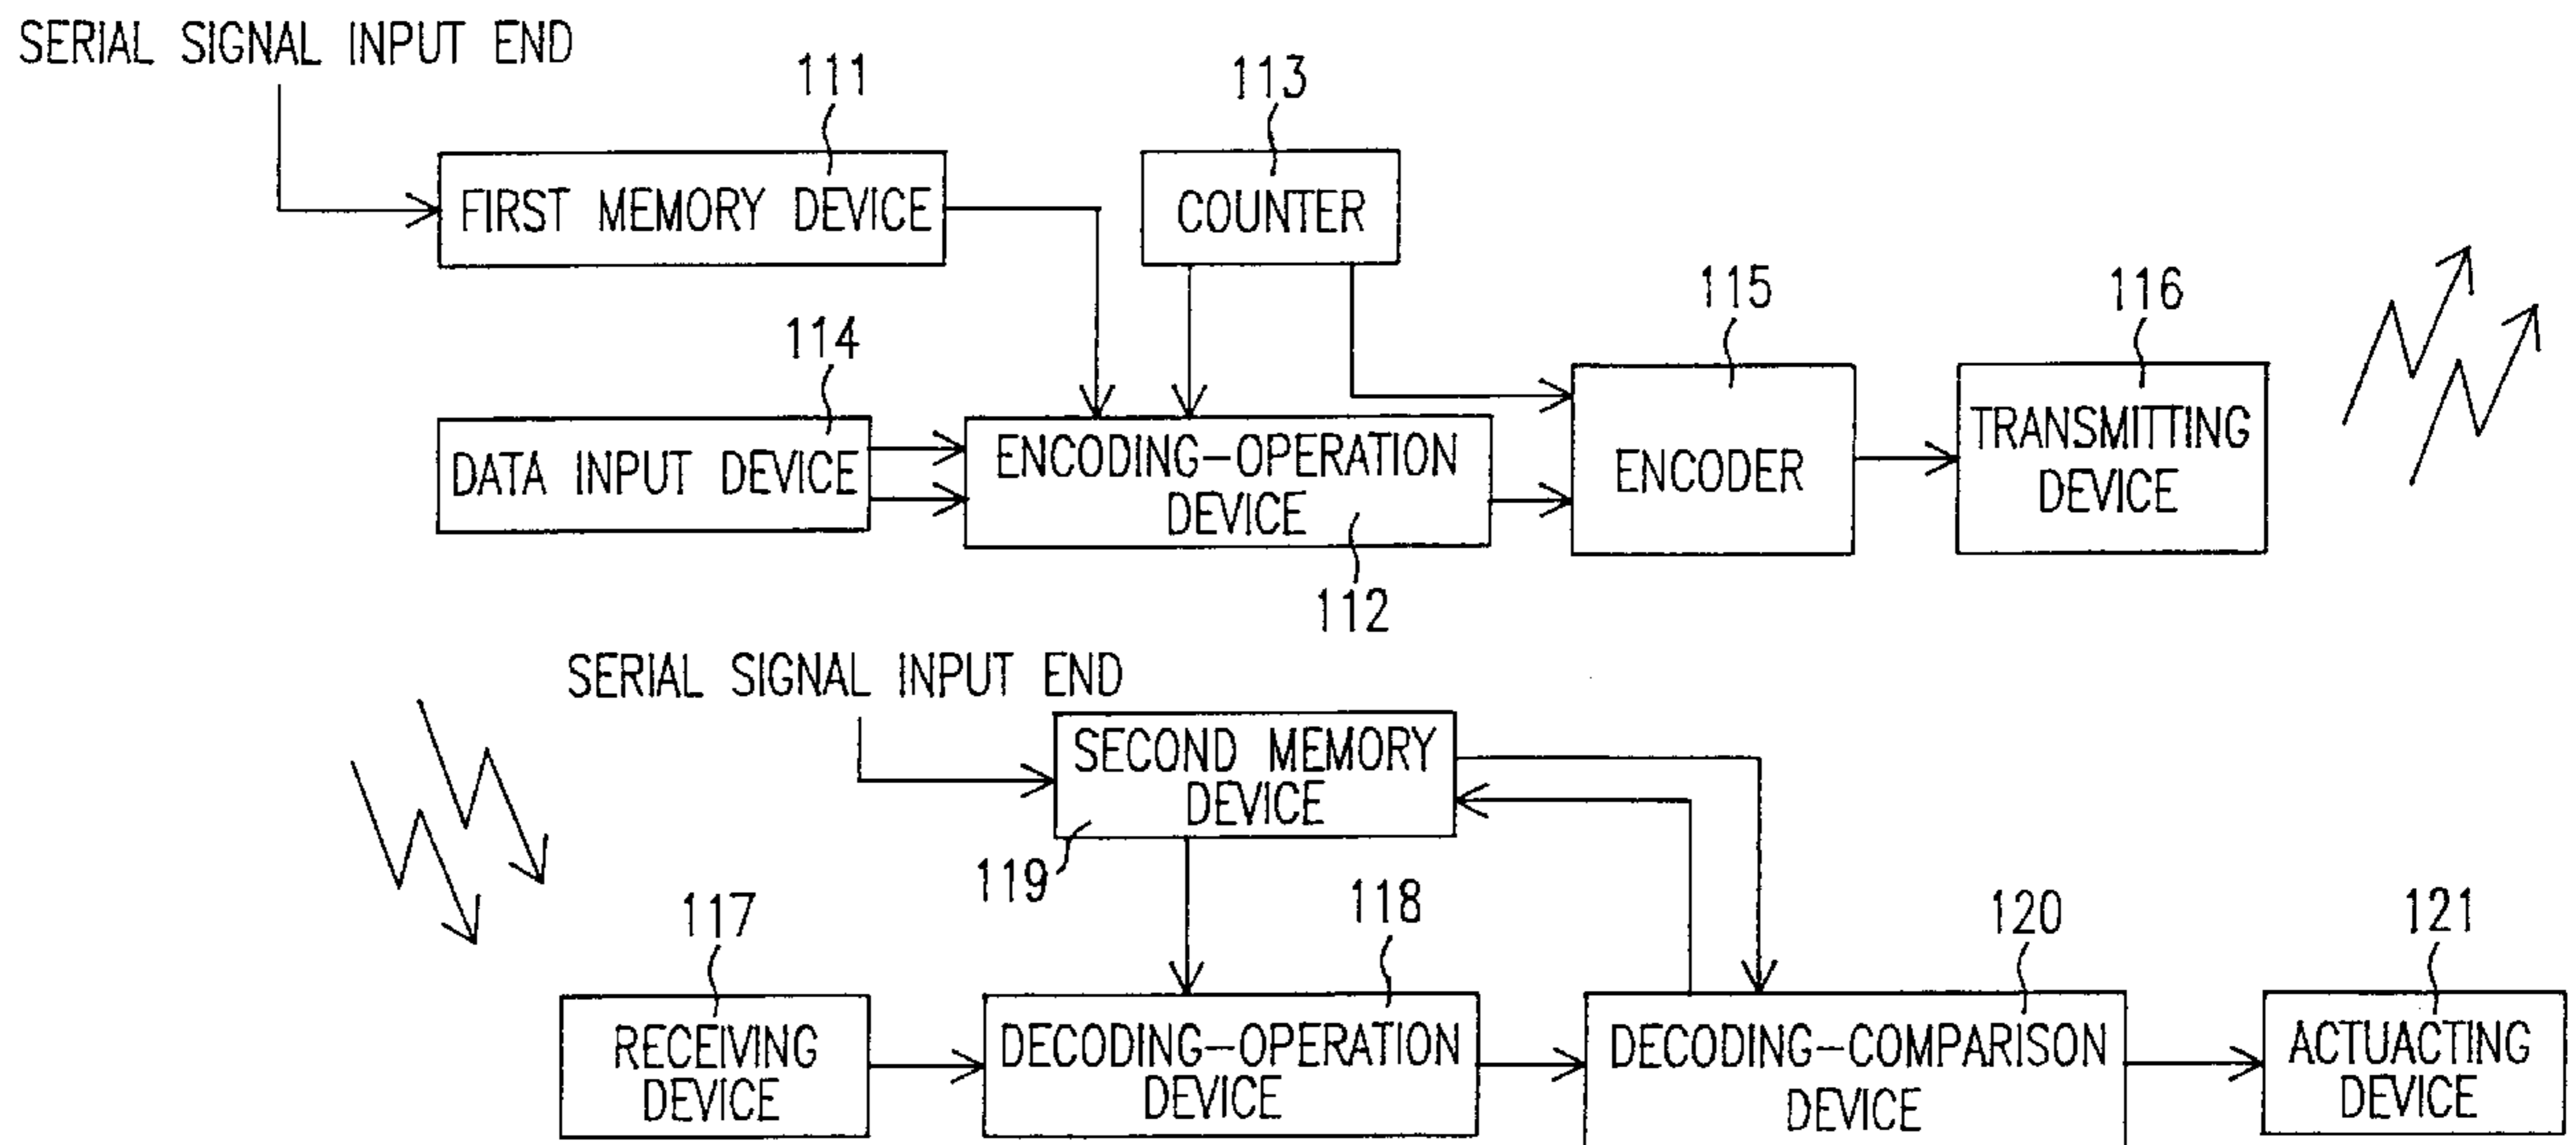 SERIAL SIGNAL INPUT END
111
113
FIRST MEMORY DEVICE
COUNTER
115
116
114
DATA INPUT DEVICE
ENCODING-OPERATION
DEVICE
ENCODER
TRANSMITTING
DEVICE
112
SERIAL SIGNAL INPUT END
SECOND MEMORY
DEVICE
119
117
118
120
121
RECEIVING
DEVICE
DECODING-OPERATION
DEVICE
DECODING-COMPARISON
DEVICE
ACTUACTING
DEVICE